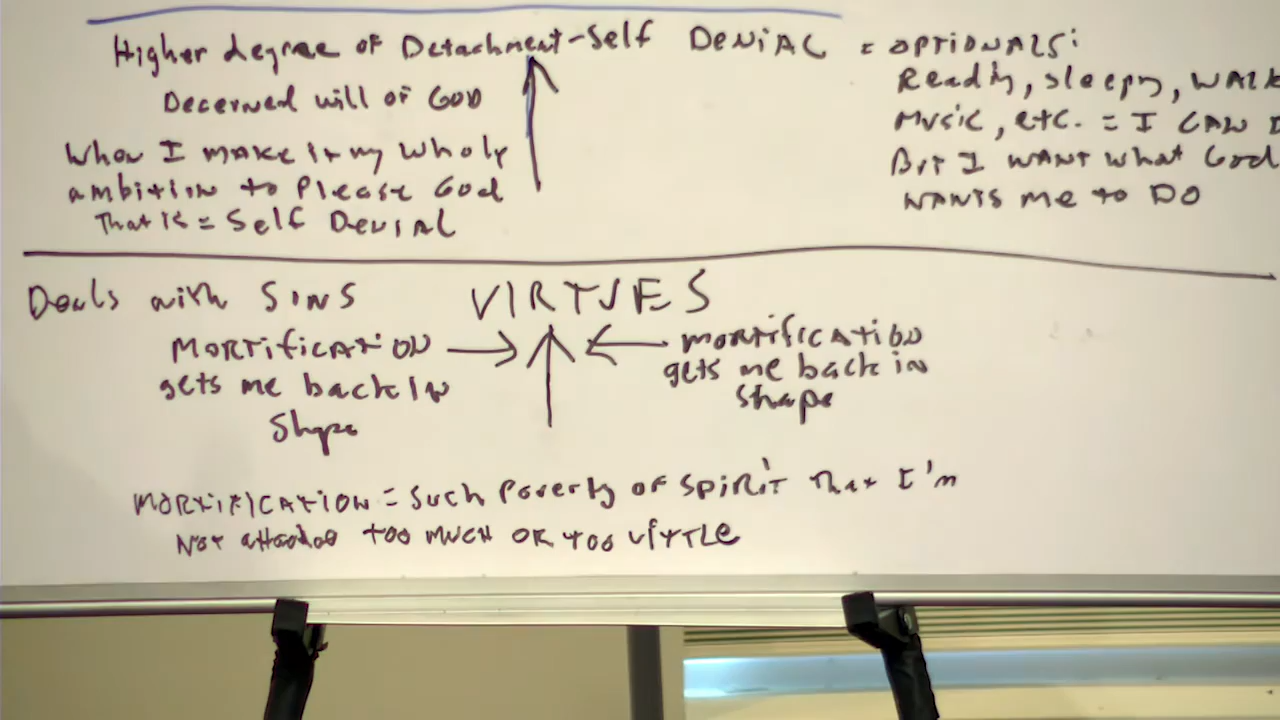 Higher degree of Detachment-Self DENIAL = OPTIONALS:
Reading, sleeping, WALK
Decerned will of GOD
Music, etc. = I CAN
When I make it my whole
But I WANT what God
ambition to Please God
WANTS me to DO
That is = Self Denial
Deals with SINS
VIRTUES
MORTIFICATION
gets me back IN
Shape
mortification
gets me back in
Shape
MORTIFICATION = Such Poverty of Spirit That I'm
Not attached too much OR too little